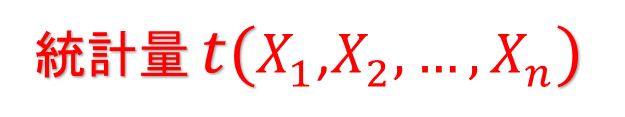 統計量 t(X₁,X₂, … , Xₙ)